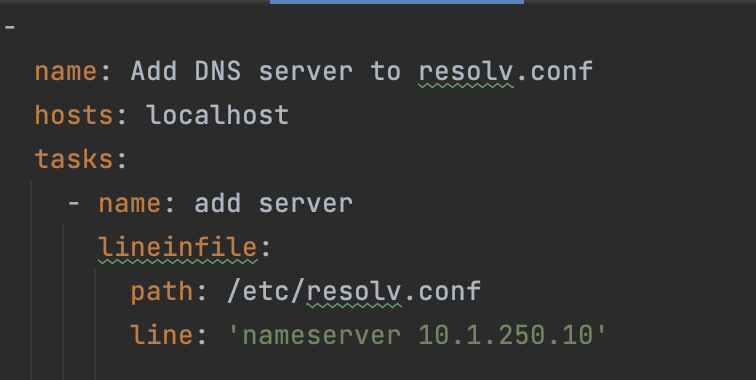 -
  name: Add DNS server to resolv.conf
  hosts: localhost
  tasks:
    - name: add server
      lineinfile:
        path: /etc/resolv.conf
        line: 'nameserver 10.1.250.10'